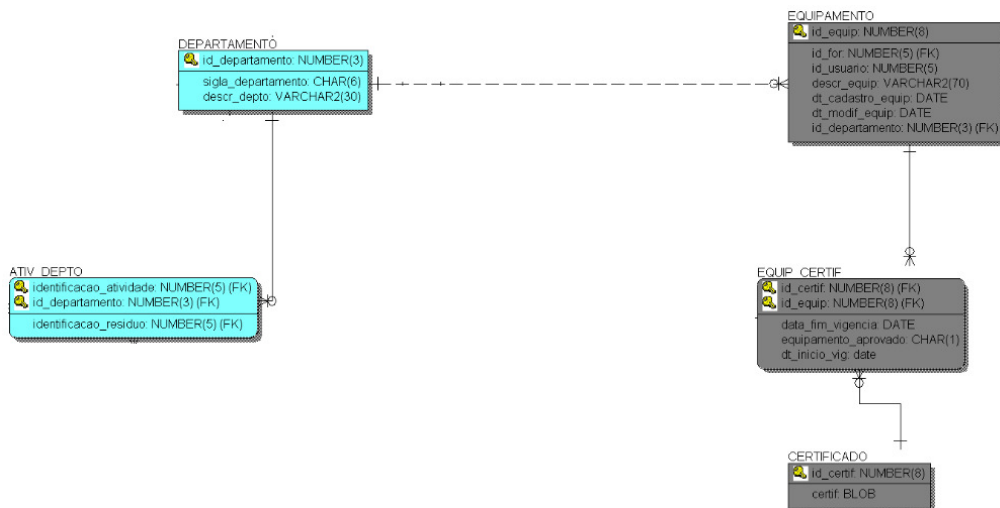 DEPARTAMENTO
id_departamento: NUMBER(3)
sigla_departamento: CHAR(6)
descr_depto: VARCHAR2(30)
EQUIPAMENTO
id_equip: NUMBER(8)
id_for: NUMBER(5) (FK)
id_usuario: NUMBER(5)
descr_equip: VARCHAR2(70)
dt_cadastro_equip: DATE
dt_modif_equip: DATE
id_departamento: NUMBER(3) (FK)
ATIV_DEPTO
identificacao_atividade: NUMBER(5) (FK)
id_departamento: NUMBER(3) (FK)
identificacao_residuo: NUMBER(5) (FK)
EQUIP_CERTIF
id_certif: NUMBER(8) (FK)
id_equip: NUMBER(8) (FK)
data_fim_vigencia: DATE
equipamento_aprovado: CHAR(1)
dt_inicio_vig: date
CERTIFICADO
id_certif: NUMBER(8)
certif: BLOB